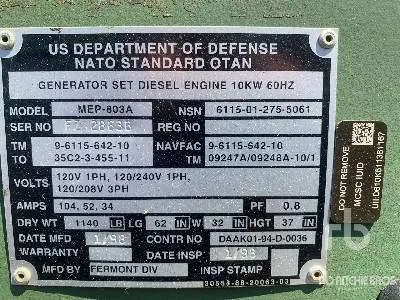 US DEPARTMENT OF DEFENSE
NATO STANDARD OTAN
GENERATOR SET DIESEL ENGINE 10KW 60HZ
MODEL MEP-803A NSN 6115-01-275-5061
SER NO REG NO
TM 9-6115-642-10 NAVFAC 9-6115-642-10
TO 35C2-3-455-11 TM 09247A/09248A-10/1
VOLTS 120V 1PH, 120/240V 1PH,
120/208V 3PH
AMPS 104, 52, 34 PF 0.8
DRY WT 1140 LB LG 62 IN W 32 IN HGT 37 IN
DATE MFD 1/98 CONTR NO DAAK01-94-D-0036
WARRANTY DATE INSP 1/98
MFG BY FERMONT DIV INSP STAMP
DO NOT REMOVE
MCSC IUID
rb
Ritchie Bros